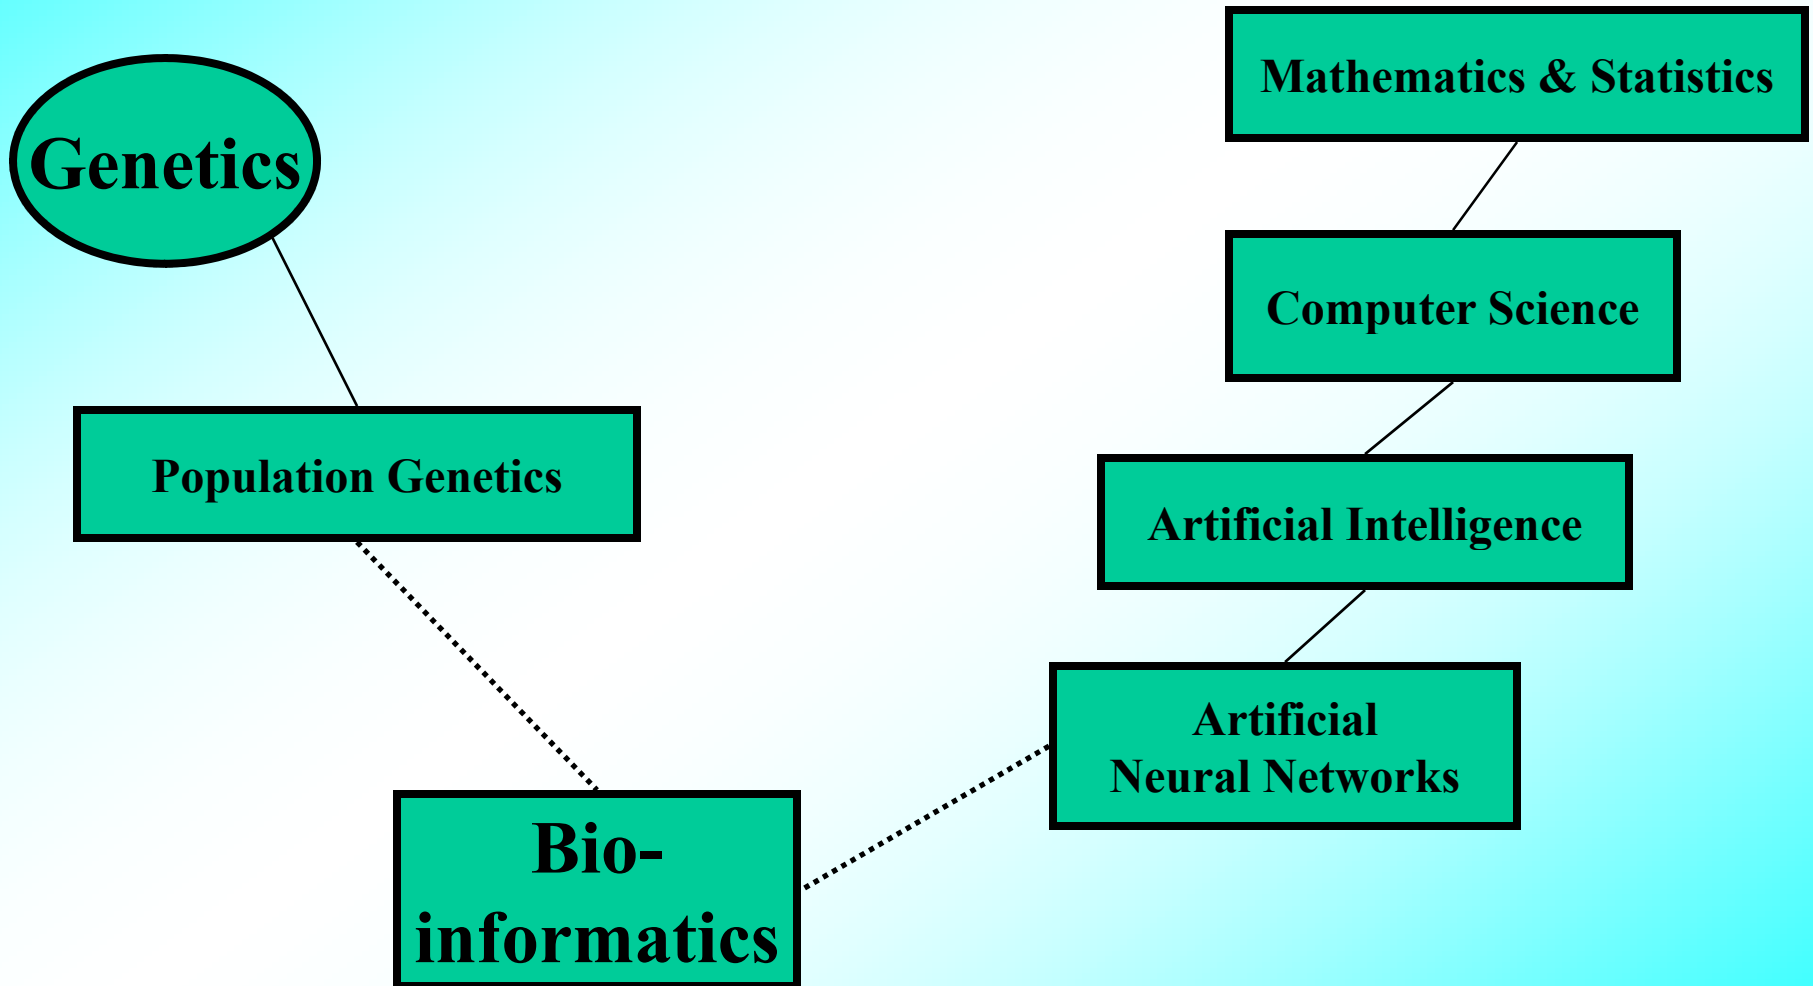 Genetics
Mathematics & Statistics
Computer Science
Population Genetics
Artificial Intelligence
Artificial
Neural Networks
Bio-
informatics